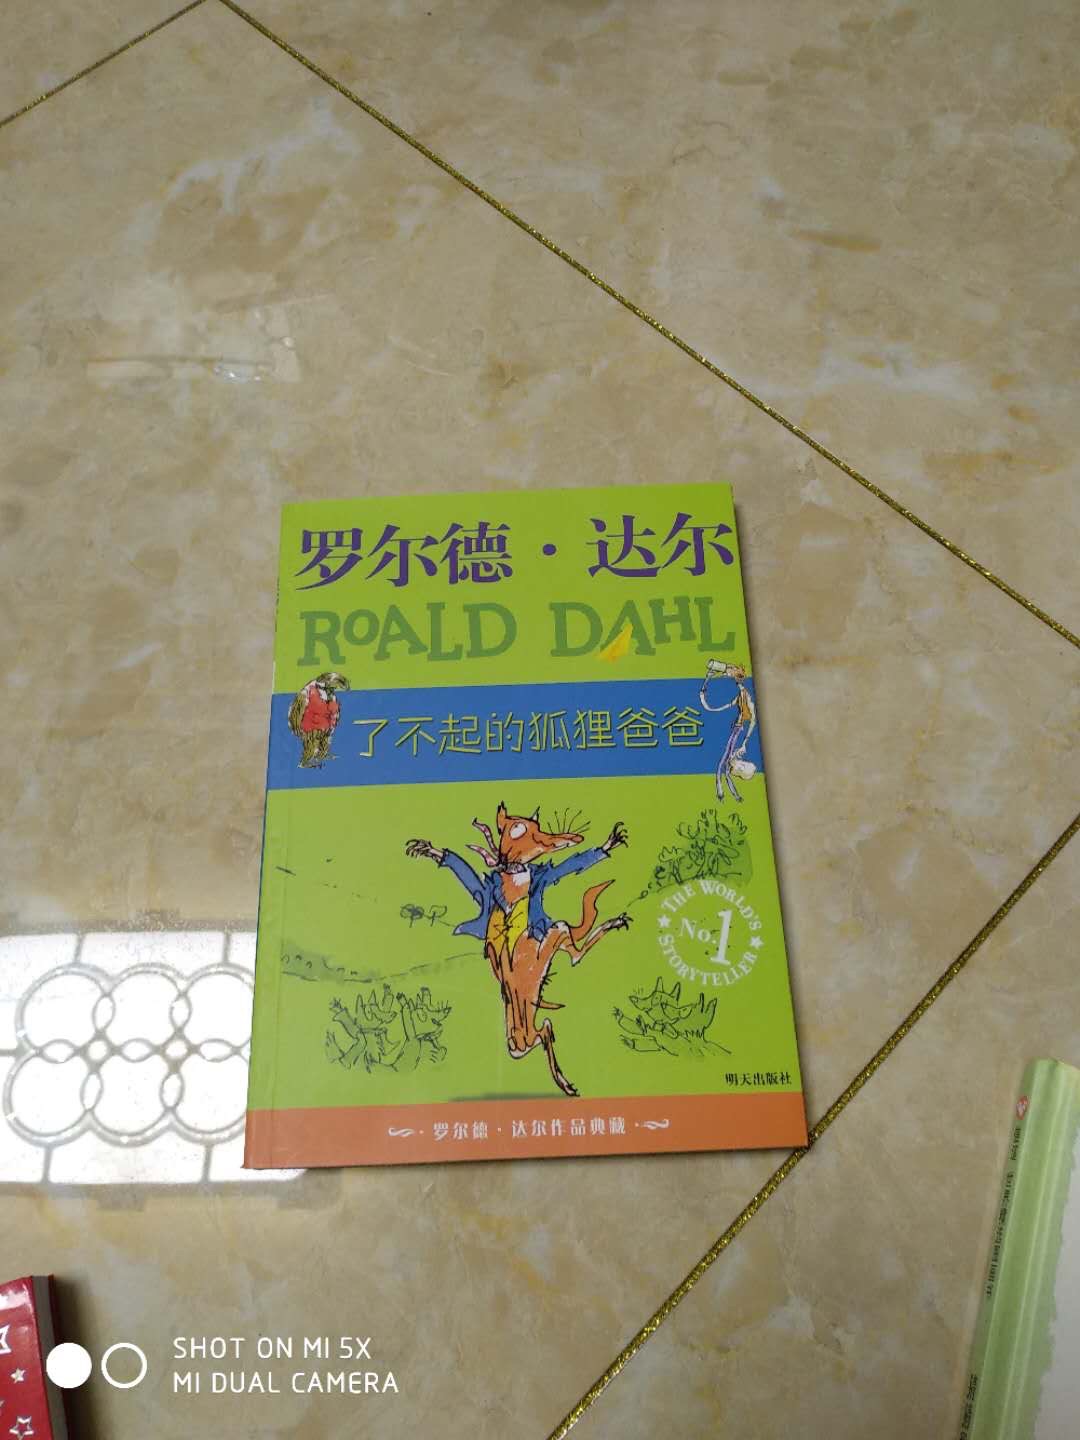 罗尔德·达尔
ROALD DAHL
了不起的狐狸爸爸
THE WORLD'S
No.1
STORYTELLER
明天出版社
·罗尔德·达尔作品典藏·
SHOT ON MI 5X
MI DUAL CAMERA